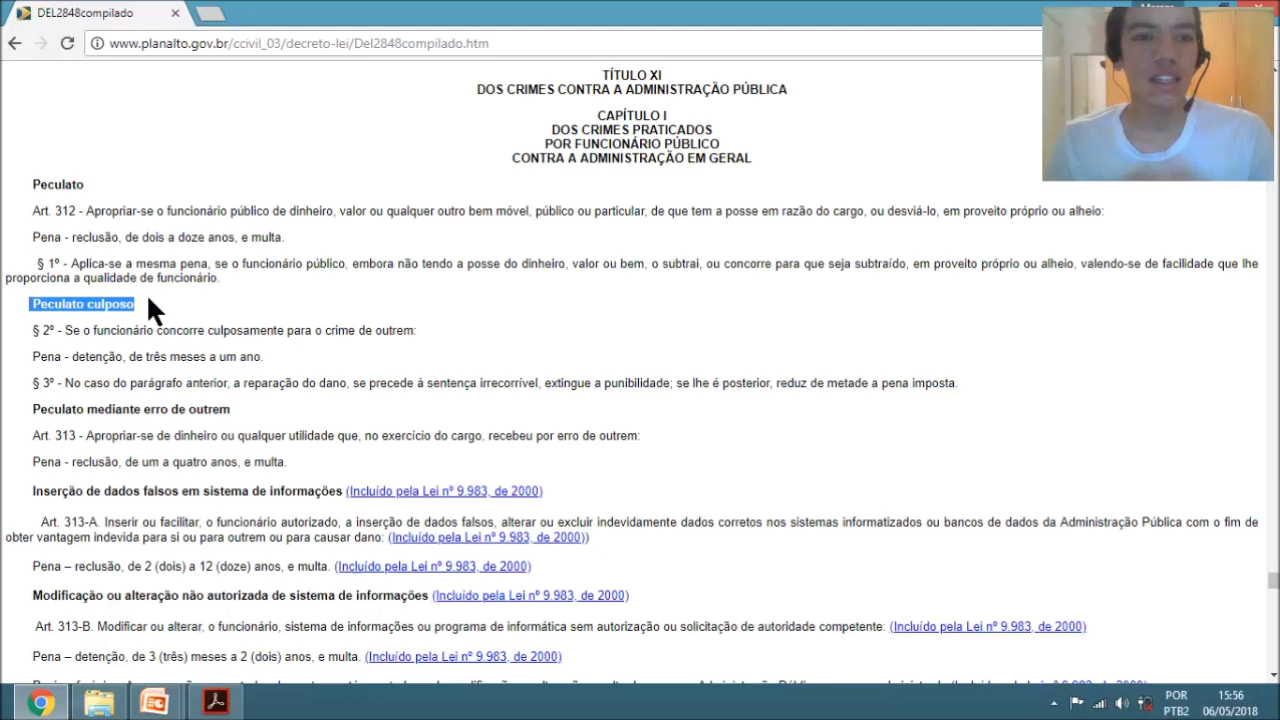 DEL2848compilado
www.planalto.gov.br/ccivil_03/decreto-lei/Del2848compilado.htm
TÍTULO XI
DOS CRIMES CONTRA A ADMINISTRAÇÃO PÚBLICA
CAPÍTULO I
DOS CRIMES PRATICADOS
POR FUNCIONÁRIO PÚBLICO
CONTRA A ADMINISTRAÇÃO EM GERAL
Peculato
Art. 312 - Apropriar-se o funcionário público de dinheiro, valor ou qualquer outro bem móvel, público ou particular, de que tem a posse em razão do cargo, ou desviá-lo, em proveito próprio ou alheio:
Pena - reclusão, de dois a doze anos, e multa.
§ 1º - Aplica-se a mesma pena, se o funcionário público, embora não tendo a posse do dinheiro, valor ou bem, o subtrai, ou concorre para que seja subtraído, em proveito próprio ou alheio, valendo-se de facilidade que lhe
proporciona a qualidade de funcionário.
Peculato culposo
§ 2º - Se o funcionário concorre culposamente para o crime de outrem:
Pena - detenção, de três meses a um ano.
§ 3º - No caso do parágrafo anterior, a reparação do dano, se precede à sentença irrecorrível, extingue a punibilidade; se lhe é posterior, reduz de metade a pena imposta.
Peculato mediante erro de outrem
Art. 313 - Apropriar-se de dinheiro ou qualquer utilidade que, no exercício do cargo, recebeu por erro de outrem:
Pena - reclusão, de um a quatro anos, e multa.
Inserção de dados falsos em sistema de informações (Incluído pela Lei nº 9.983, de 2000)
Art. 313-A. Inserir ou facilitar, o funcionário autorizado, a inserção de dados falsos, alterar ou excluir indevidamente dados corretos nos sistemas informatizados ou bancos de dados da Administração Pública com o fim de
obter vantagem indevida para si ou para outrem ou para causar dano: (Incluído pela Lei nº 9.983, de 2000))
Pena – reclusão, de 2 (dois) a 12 (doze) anos, e multa. (Incluído pela Lei nº 9.983, de 2000)
Modificação ou alteração não autorizada de sistema de informações (Incluído pela Lei nº 9.983, de 2000)
Art. 313-B. Modificar ou alterar, o funcionário, sistema de informações ou programa de informática sem autorização ou solicitação de autoridade competente: (Incluído pela Lei nº 9.983, de 2000)
Pena – detenção, de 3 (três) meses a 2 (dois) anos, e multa. (Incluído pela Lei nº 9.983, de 2000)
POR
PTB2
15:56
06/05/2018